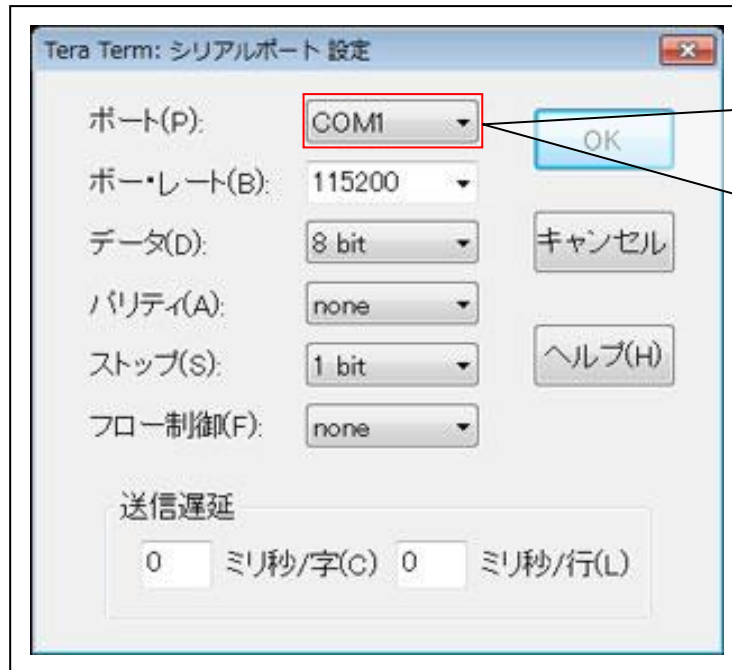 Tera Term: シリアルポート 設定
ポート(P): COM1 OK
ボー・レート(B): 115200
データ(D): 8 bit キャンセル
パリティ(A): none
ストップ(S): 1 bit ヘルプ(H)
フロー制御(F): none
送信遅延
0 ミリ秒/字(C) 0 ミリ秒/行(L)